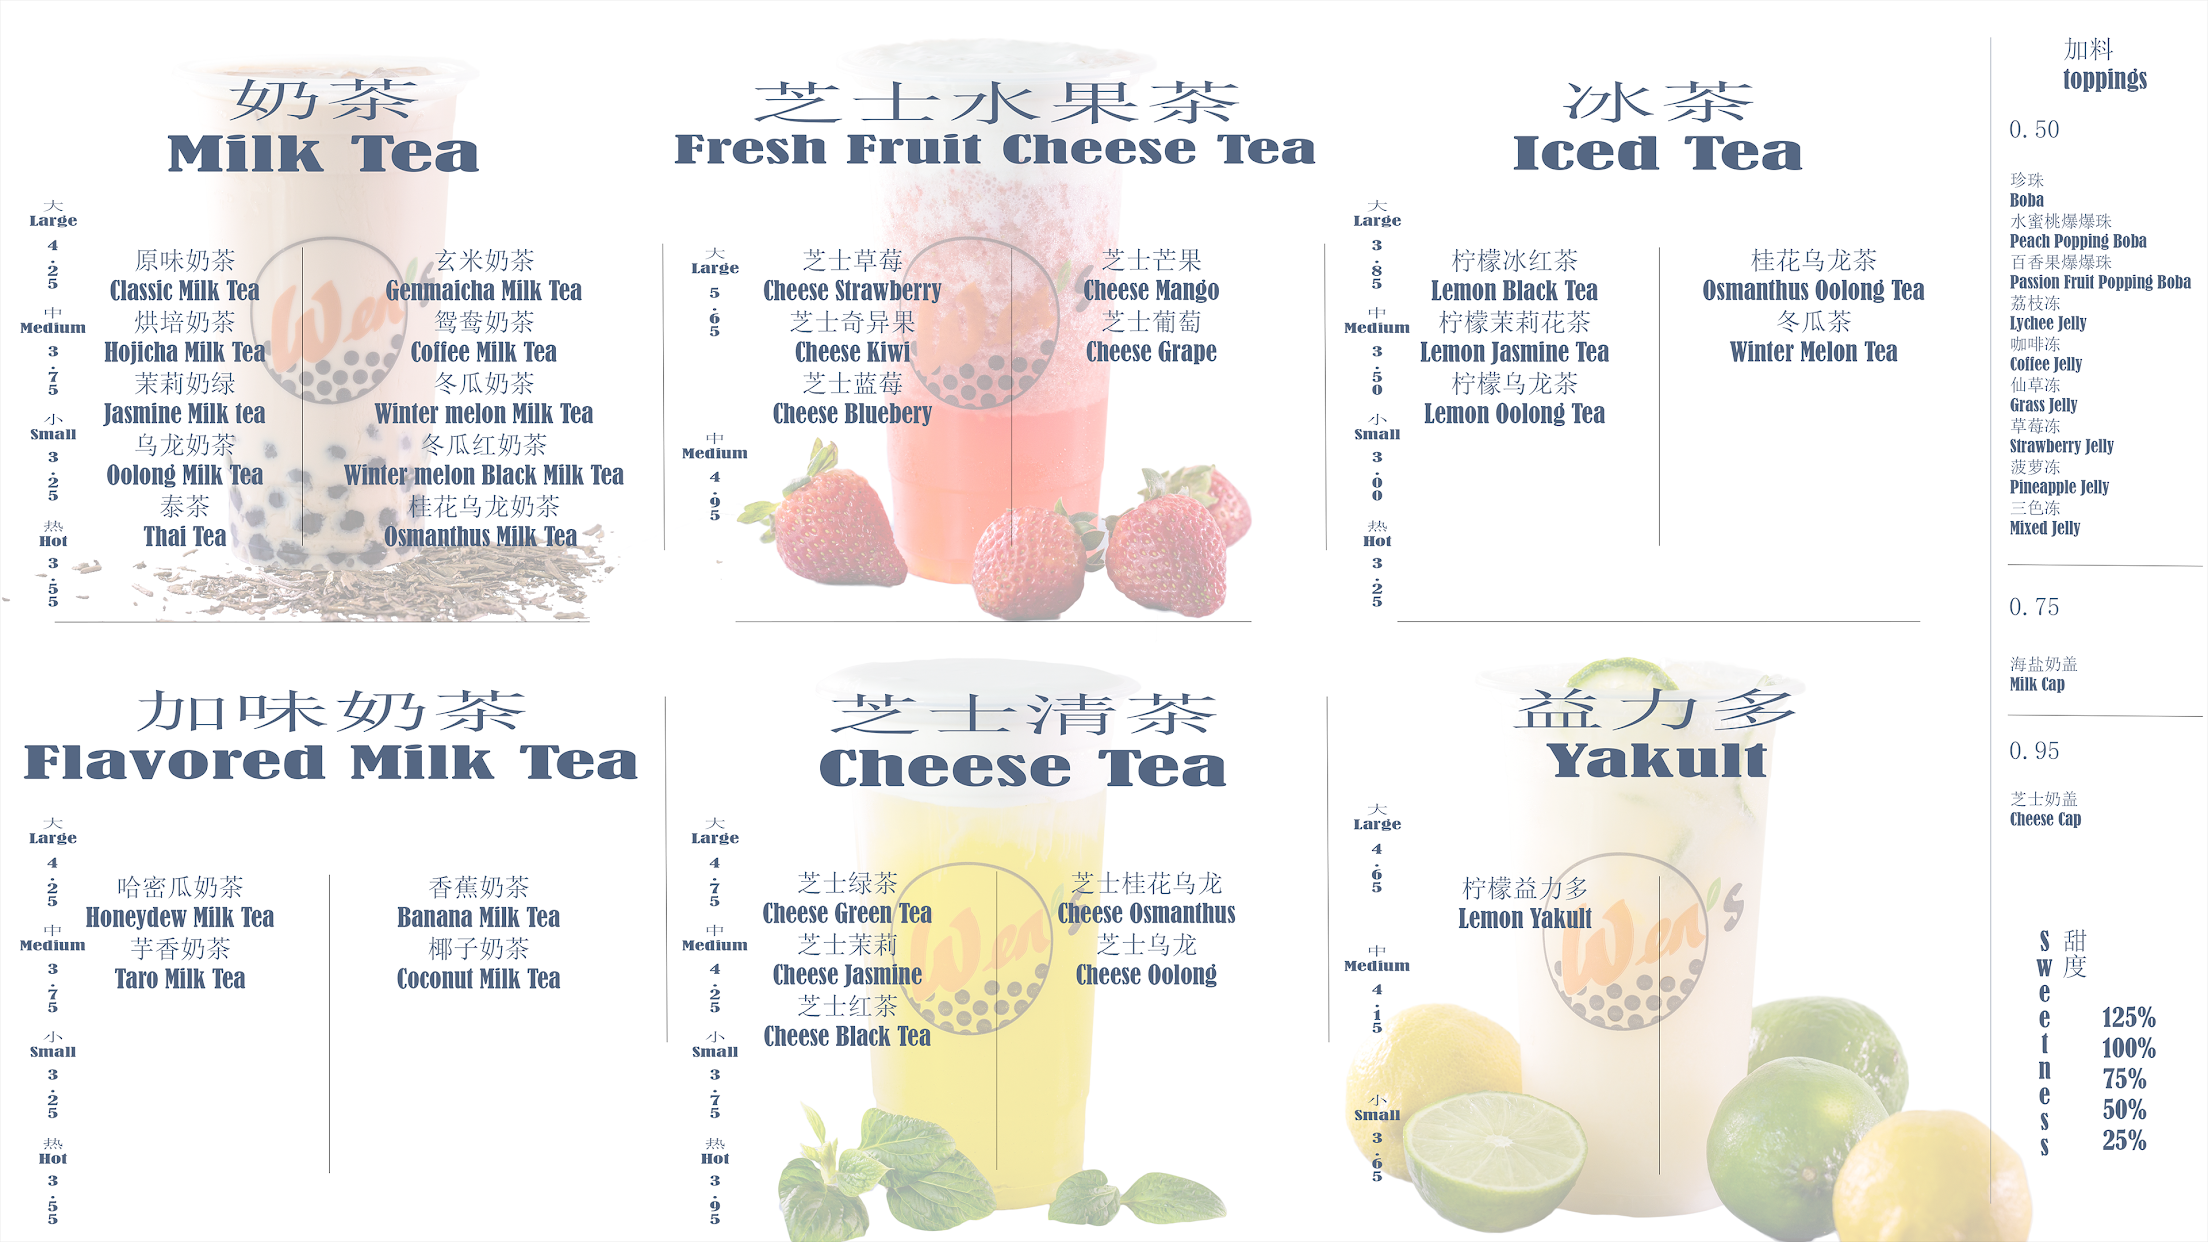 奶茶
Milk Tea
大
Large
4.25
中
Medium
3.75
小
Small
3.25
热
Hot
3.55
原味奶茶
Classic Milk Tea
烘培奶茶
Hojicha Milk Tea
茉莉奶绿
Jasmine Milk tea
乌龙奶茶
Oolong Milk Tea
泰茶
Thai Tea
玄米奶茶
Genmaicha Milk Tea
鸳鸯奶茶
Coffee Milk Tea
冬瓜奶茶
Winter melon Milk Tea
冬瓜红奶茶
Winter melon Black Milk Tea
桂花乌龙奶茶
Osmanthus Milk Tea
Wen's
芝士水果茶
Fresh Fruit Cheese Tea
大
Large
5.65
中
Medium
4.95
芝士草莓
Cheese Strawberry
芝士奇异果
Cheese Kiwi
芝士蓝莓
Cheese Bluebery
芝士芒果
Cheese Mango
芝士葡萄
Cheese Grape
Wen's
冰茶
Iced Tea
大
Large
3.85
中
Medium
3.50
小
Small
3.00
热
Hot
3.25
柠檬冰红茶
Lemon Black Tea
柠檬茉莉花茶
Lemon Jasmine Tea
柠檬乌龙茶
Lemon Oolong Tea
桂花乌龙茶
Osmanthus Oolong Tea
冬瓜茶
Winter Melon Tea
加味奶茶
Flavored Milk Tea
大
Large
4.25
中
Medium
3.75
小
Small
3.25
热
Hot
3.55
哈密瓜奶茶
Honeydew Milk Tea
芋香奶茶
Taro Milk Tea
香蕉奶茶
Banana Milk Tea
椰子奶茶
Coconut Milk Tea
芝士清茶
Cheese Tea
大
Large
4.75
中
Medium
4.25
小
Small
3.75
热
Hot
3.95
芝士绿茶
Cheese Green Tea
芝士茉莉
Cheese Jasmine
芝士红茶
Cheese Black Tea
芝士桂花乌龙
Cheese Osmanthus
芝士乌龙
Cheese Oolong
Wen's
益力多
Yakult
大
Large
4.65
中
Medium
4.15
小
Small
3.65
柠檬益力多
Lemon Yakult
Wen's
加料
toppings
0.50
珍珠
Boba
水蜜桃爆爆珠
Peach Popping Boba
百香果爆爆珠
Passion Fruit Popping Boba
荔枝冻
Lychee Jelly
咖啡冻
Coffee Jelly
仙草冻
Grass Jelly
草莓冻
Strawberry Jelly
菠萝冻
Pineapple Jelly
三色冻
Mixed Jelly
0.75
海盐奶盖
Milk Cap
0.95
芝士奶盖
Cheese Cap
甜度
Sweetness
125%
100%
75%
50%
25%